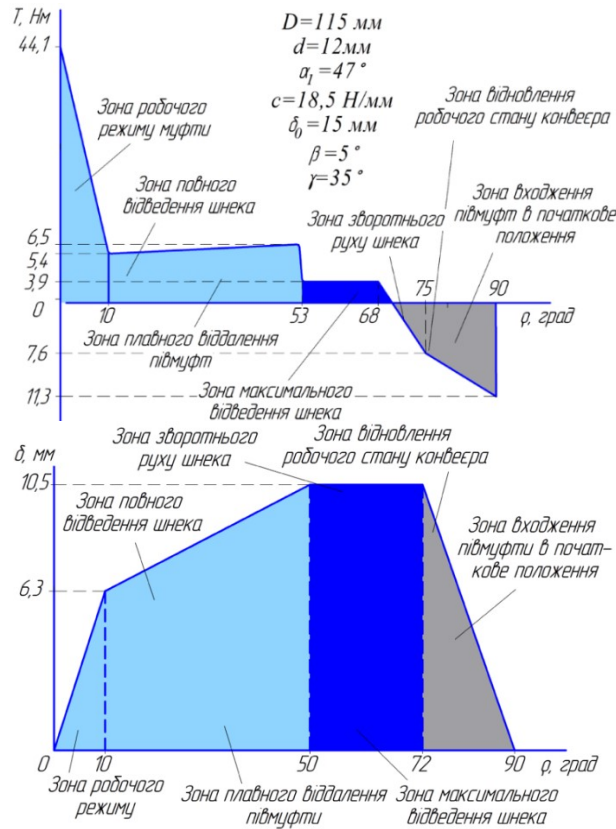 T, Нм
44,1
D=115 мм
d=12мм
α₁=47°
c=18,5 Н/мм
δ₀=15 мм
β=5°
γ=35°
Зона робочого
режиму муфти
Зона повного
відведення шнека
Зона відновлення
робочого стану конвеєра
Зона зворотнього
руху шнека
Зона входження
півмуфт в початкове
положення
6,5
5,4
3,9
0
10
53
68
75
90
ϱ, град
7,6
11,3
Зона плавного віддалення
півмуфт
Зона максимального
відведення шнека
δ, мм
10,5
6,3
Зона зворотнього
руху шнека
Зона відновлення
робочого стану конвеєра
Зона повного
відведення шнека
Зона входження
півмуфти в почат-
кове положення
0
10
50
72
90
ϱ, град
Зона робочого
режиму
Зона плавного віддалення
півмуфти
Зона максимального
відведення шнека